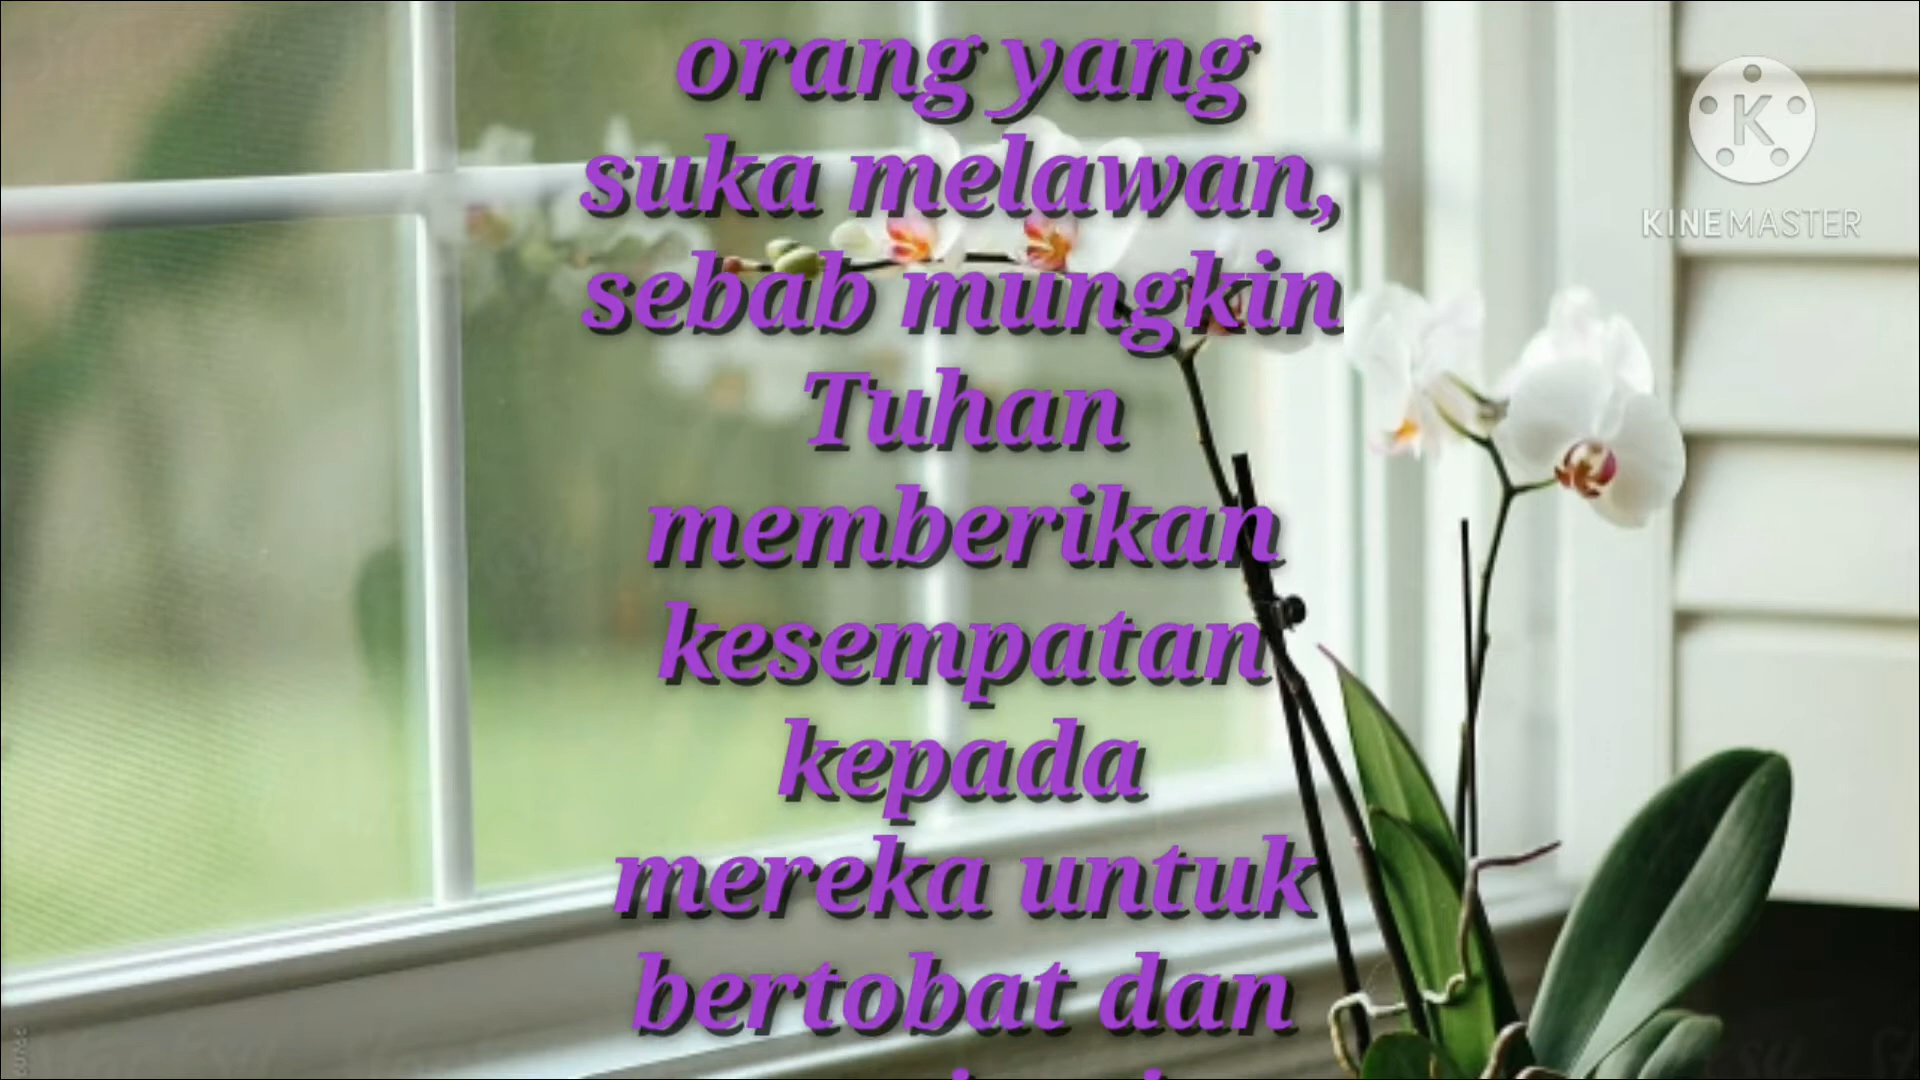 orang yang
suka melawan,
sebab mungkin
Tuhan
memberikan
kesempatan
kepada
mereka untuk
bertobat dan
KINEMASTER